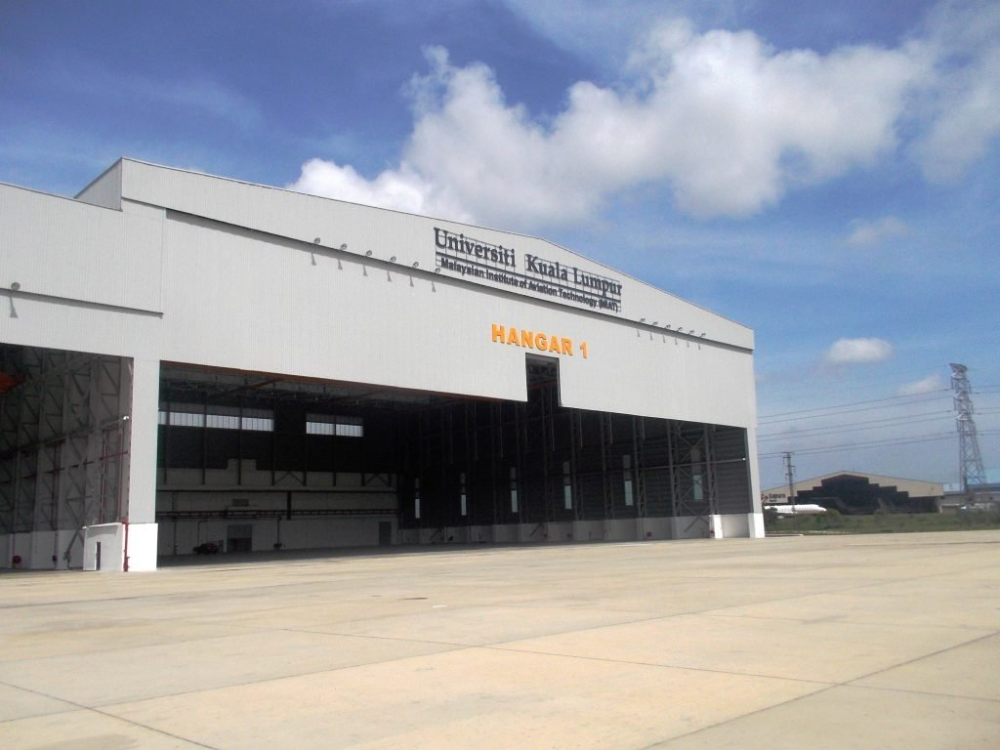 Universiti Kuala Lumpur
Malaysian Institute of Aviation Technology (MIAT)
HANGAR 1